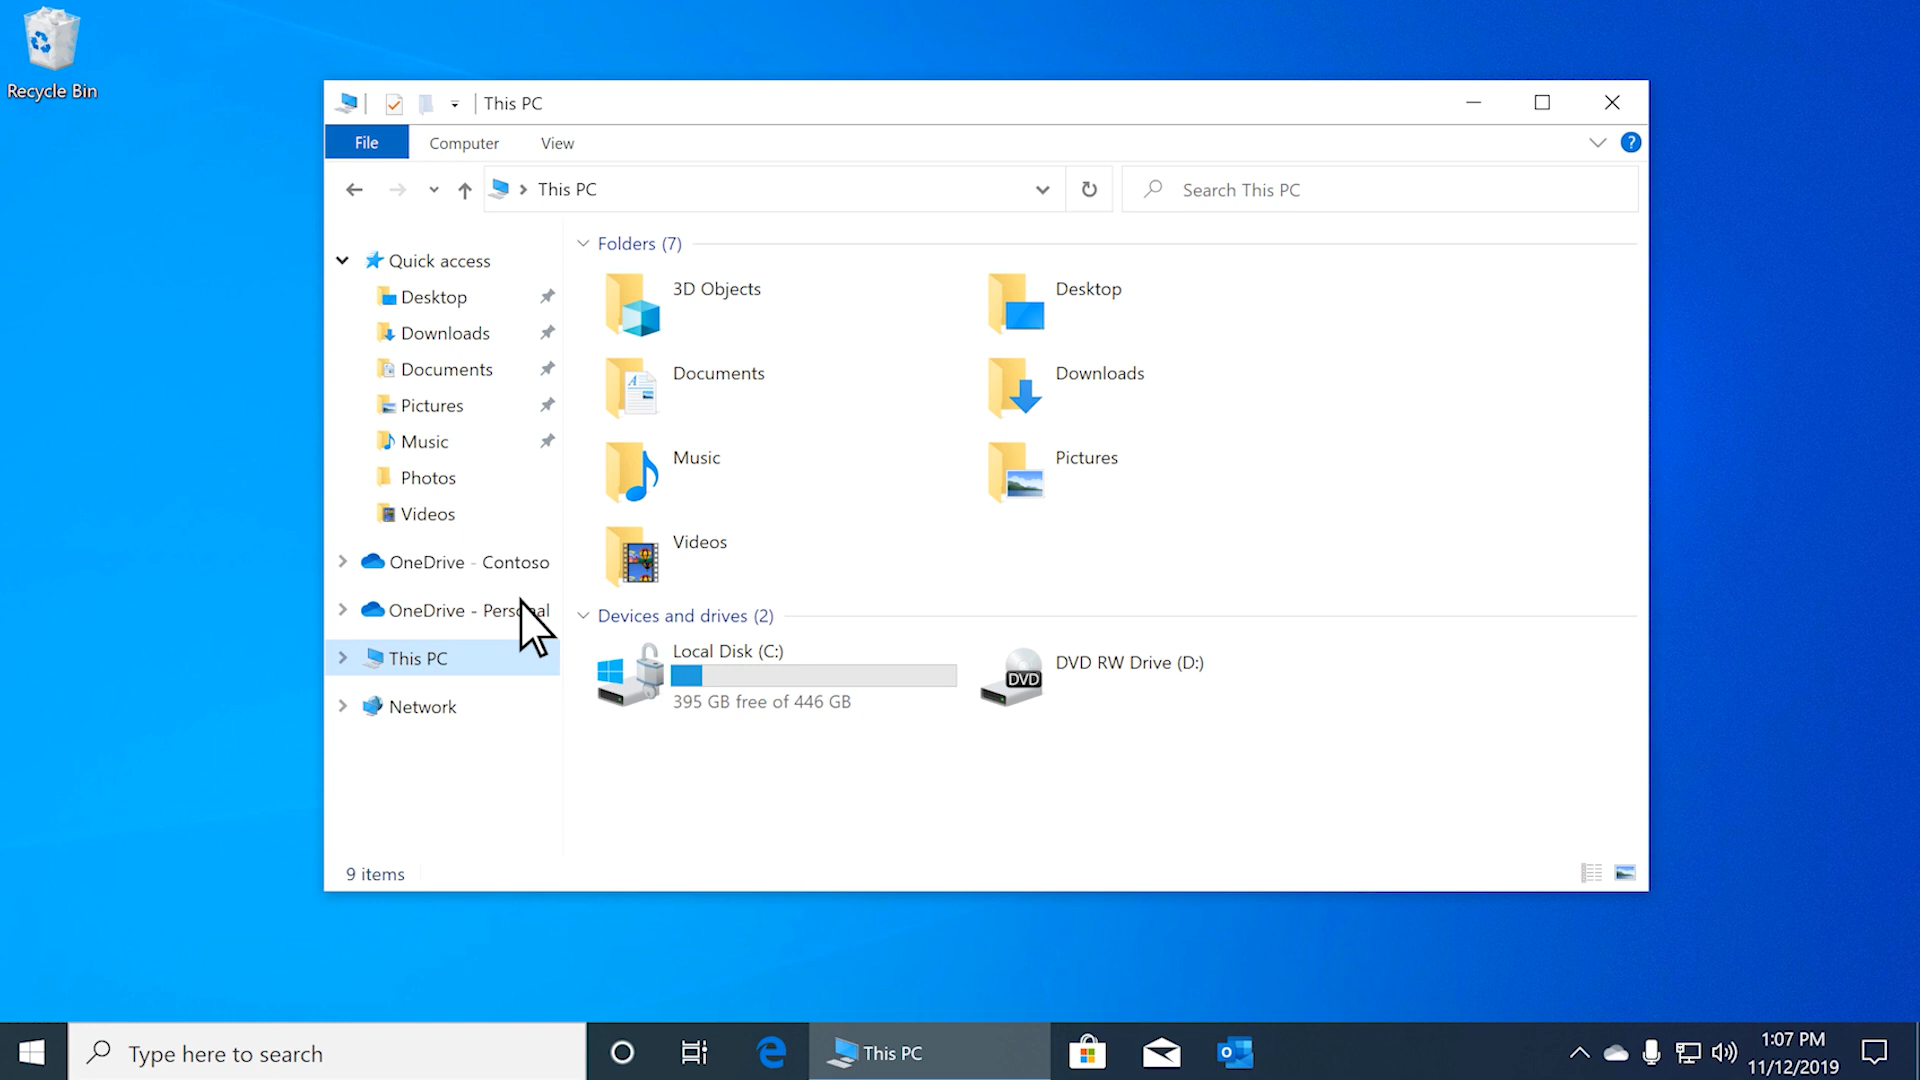 Recycle Bin
This PC
File
Computer
View
?
This PC
Search This PC
Quick access
Desktop
Downloads
Documents
Pictures
Music
Photos
Videos
OneDrive - Contoso
OneDrive - Personal
This PC
Network
Folders (7)
3D Objects
Desktop
Documents
Downloads
Music
Pictures
Videos
Devices and drives (2)
Local Disk (C:)
395 GB free of 446 GB
DVD
DVD RW Drive (D:)
9 items
Type here to search
This PC
1:07 PM
11/12/2019